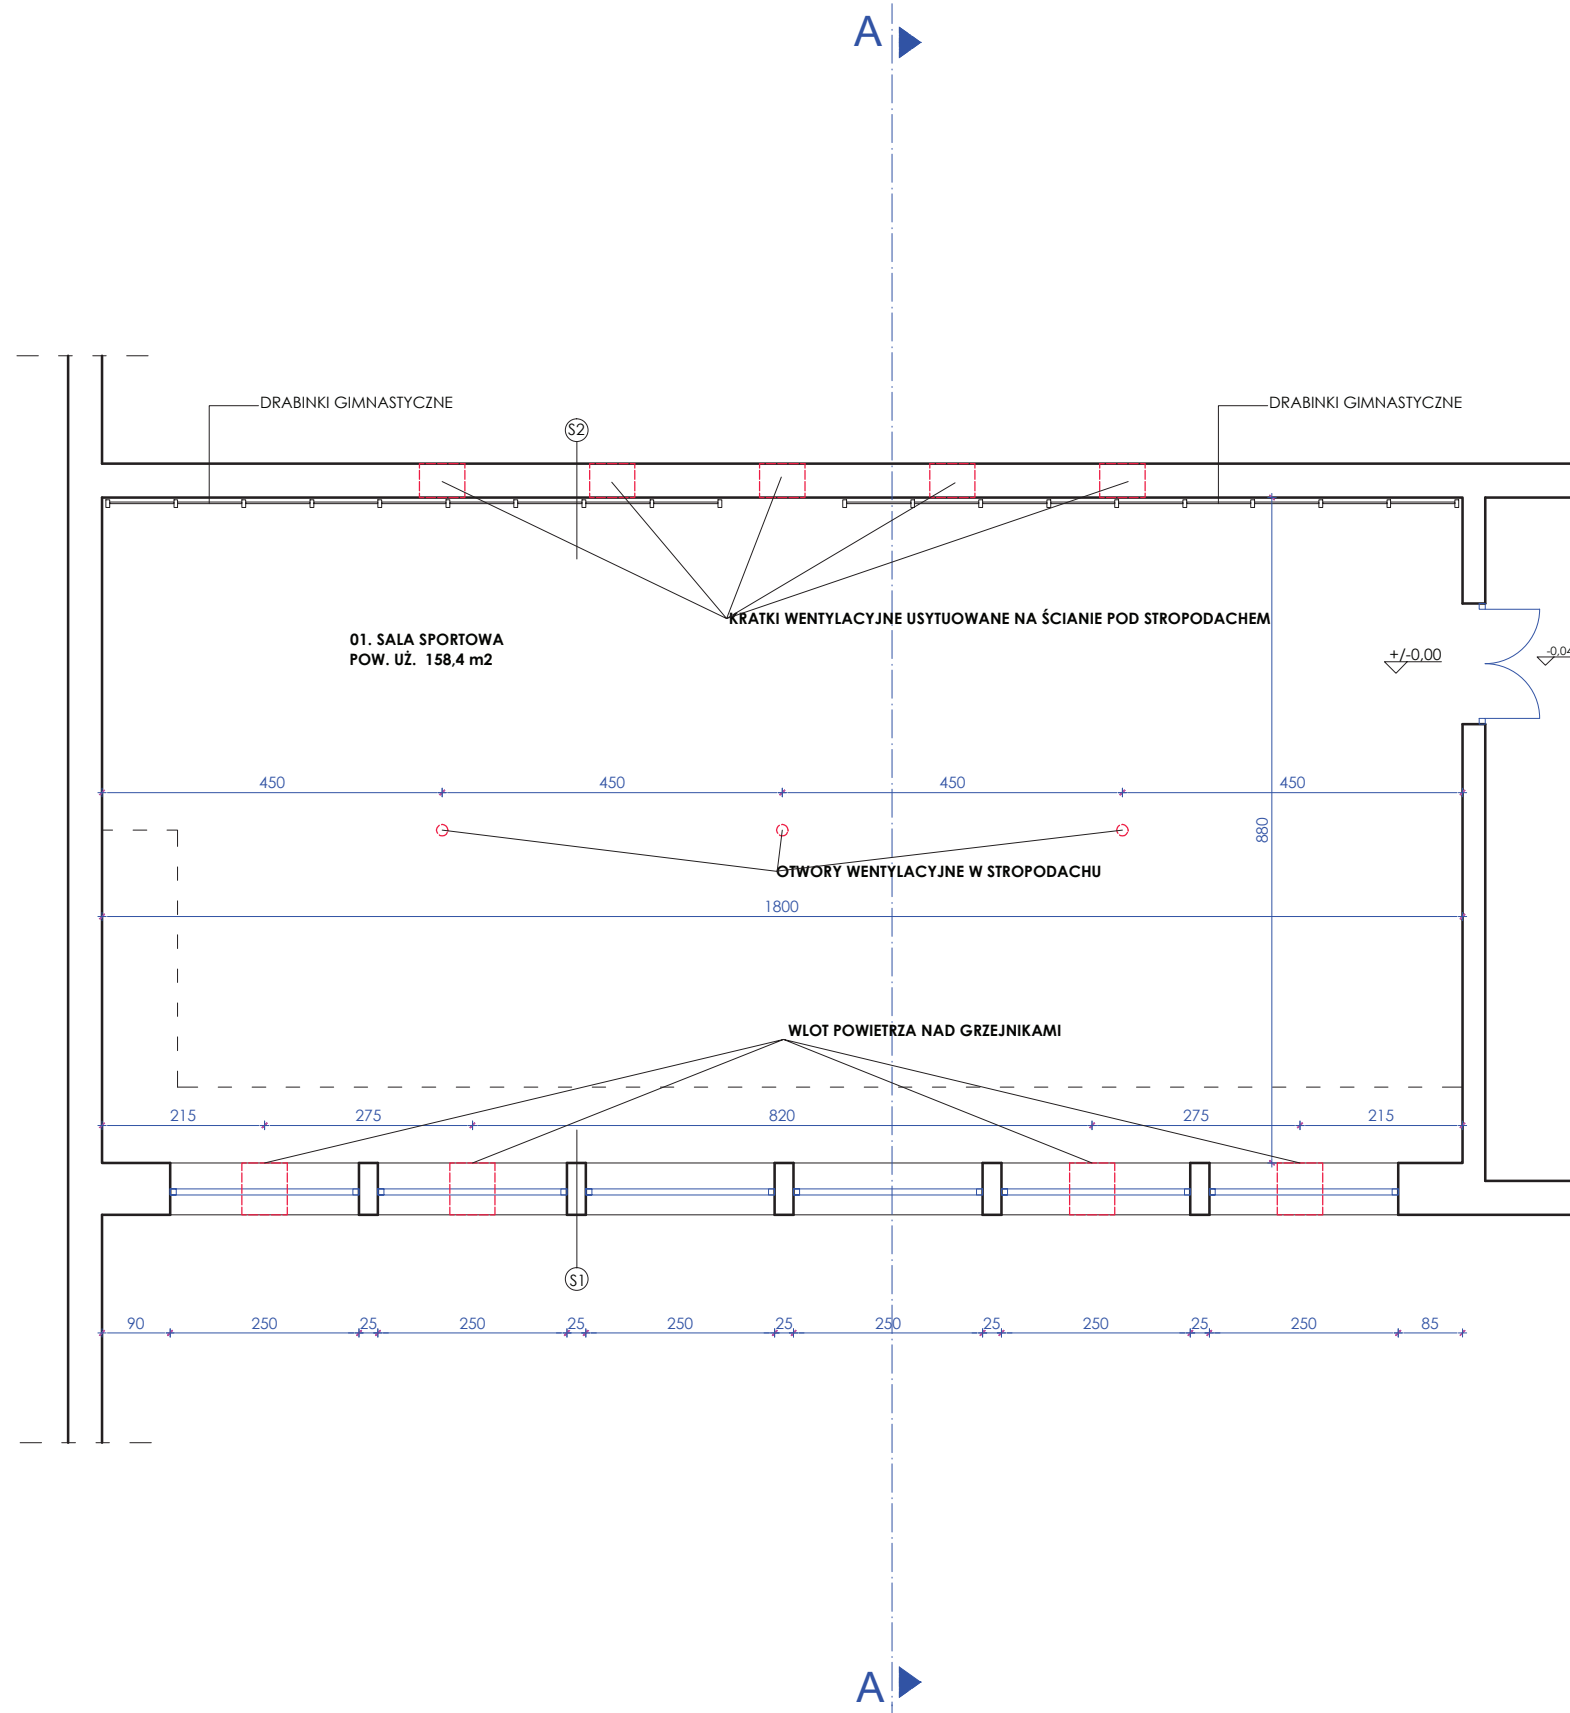 A
DRABINKI GIMNASTYCZNE
DRABINKI GIMNASTYCZNE
S2
KRATKI WENTYLACYJNE USYTUOWANE NA ŚCIANIE POD STROPODACHEM
01. SALA SPORTOWA
POW. UŻ. 158,4 m2
+/-0,00
-0,04
450
450
450
450
880
OTWORY WENTYLACYJNE W STROPODACHU
1800
WLOT POWIETRZA NAD GRZEJNIKAMI
215
275
820
275
215
S1
90
250
25
250
25
250
25
250
25
250
25
250
85
A